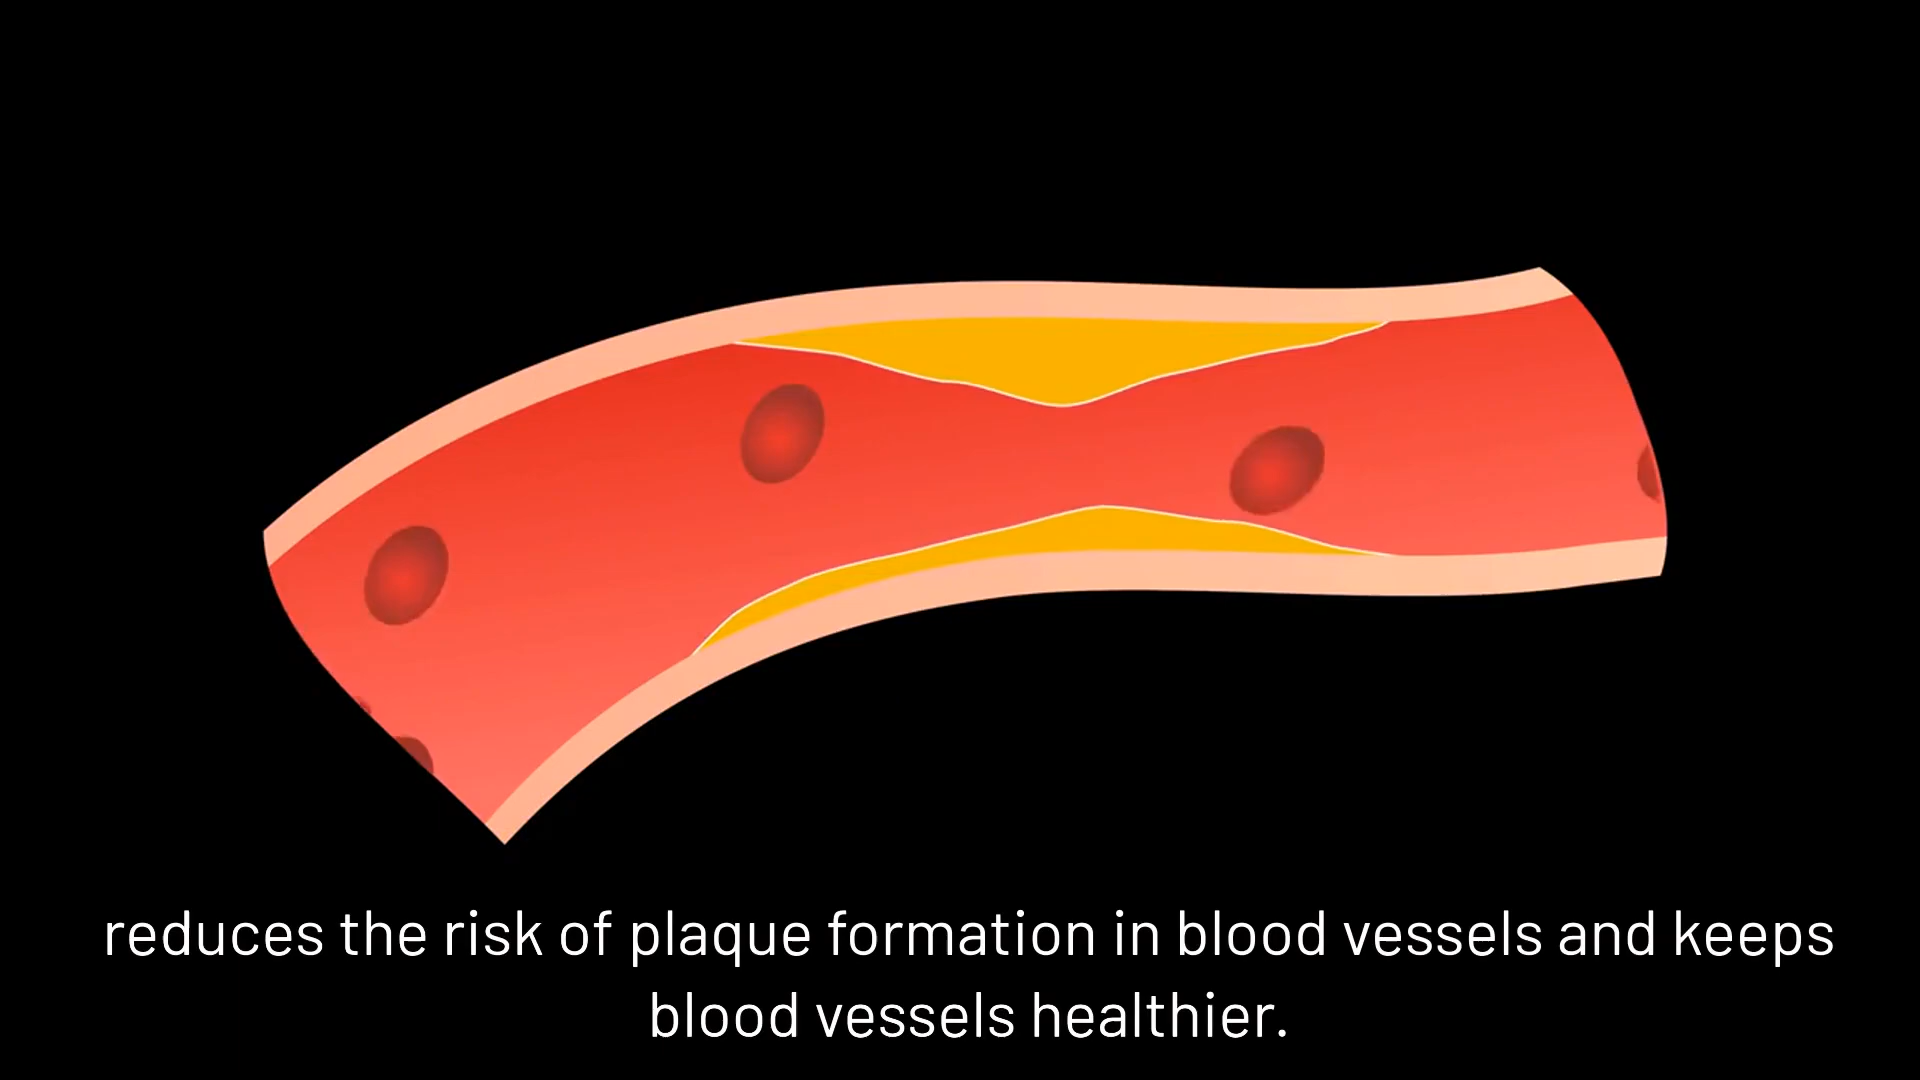 reduces the risk of plaque formation in blood vessels and keeps
blood vessels healthier.